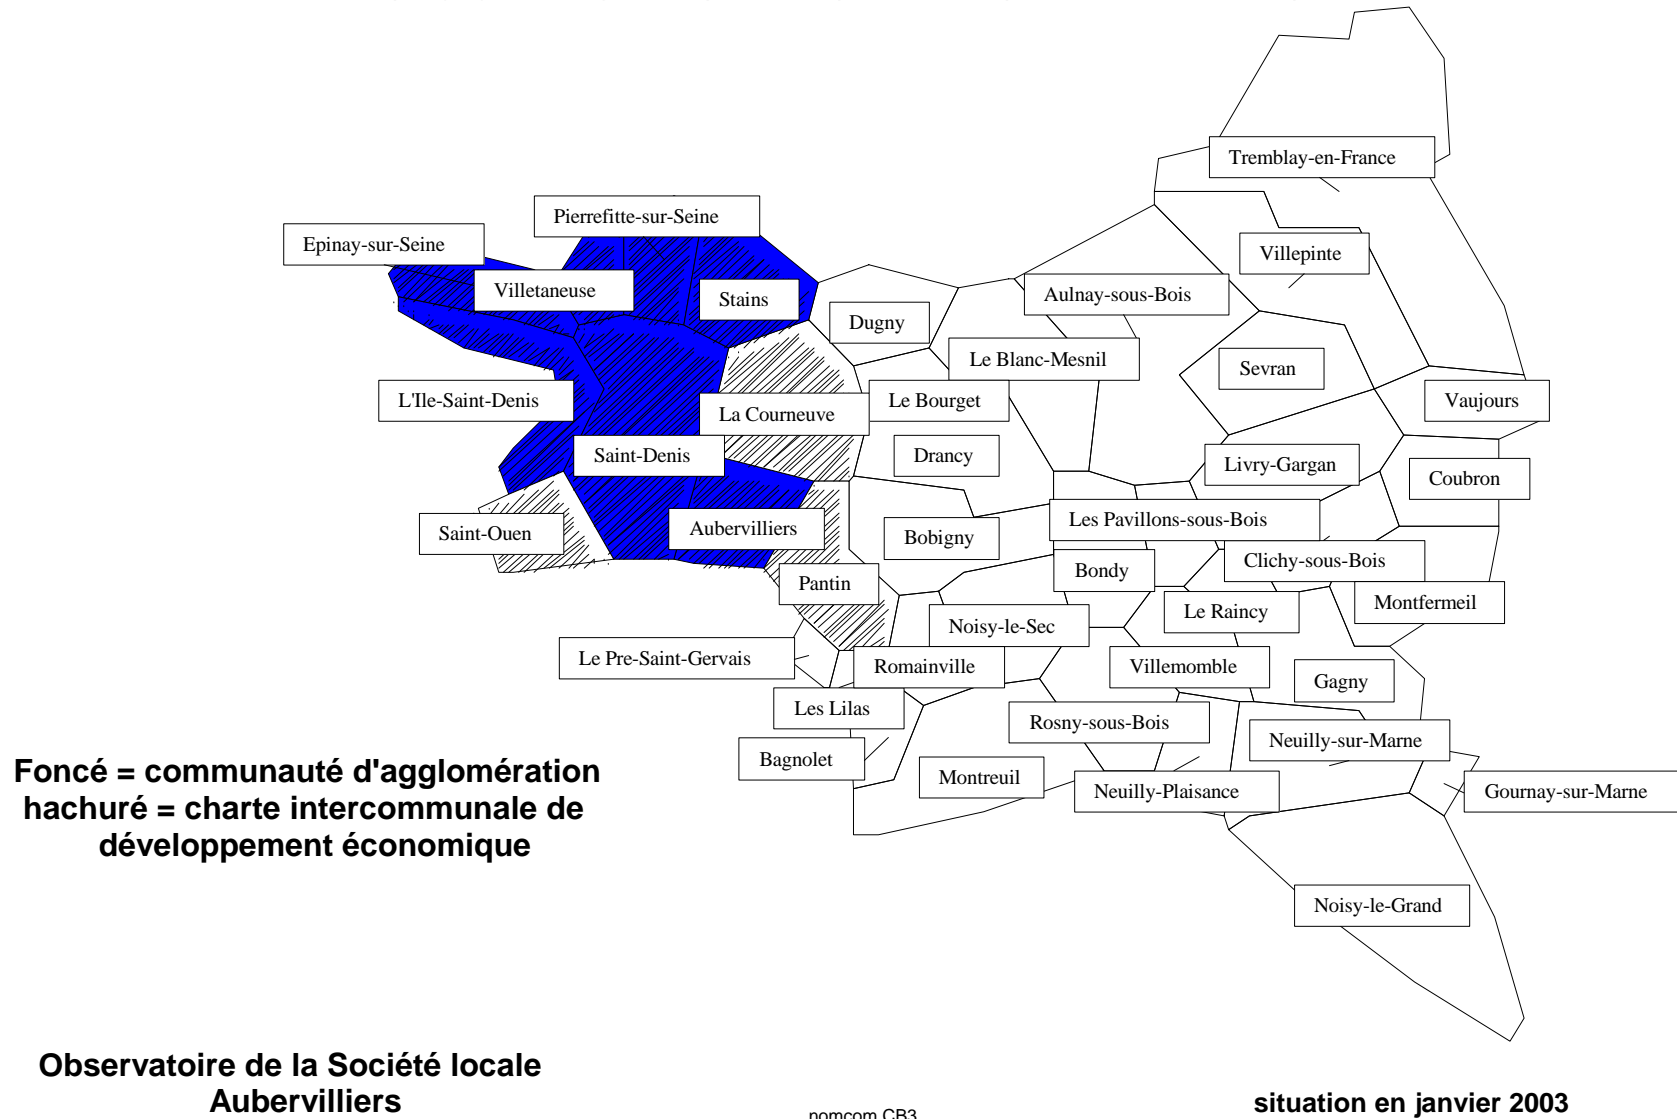 Tremblay-en-France
Pierrefitte-sur-Seine
Epinay-sur-Seine
Villepinte
Villetaneuse
Stains
Aulnay-sous-Bois
Dugny
Le Blanc-Mesnil
Sevran
L'Ile-Saint-Denis
La Courneuve
Le Bourget
Vaujours
Saint-Denis
Drancy
Livry-Gargan
Coubron
Saint-Ouen
Aubervilliers
Bobigny
Les Pavillons-sous-Bois
Clichy-sous-Bois
Bondy
Pantin
Montfermeil
Le Raincy
Noisy-le-Sec
Le Pre-Saint-Gervais
Romainville
Villemomble
Gagny
Les Lilas
Rosny-sous-Bois
Neuilly-sur-Marne
Bagnolet
Montreuil
Neuilly-Plaisance
Gournay-sur-Marne
Foncé = communauté d'agglomération
hachuré = charte intercommunale de
développement économique
Noisy-le-Grand
Observatoire de la Société locale
Aubervilliers
nomcom.CB3
situation en janvier 2003